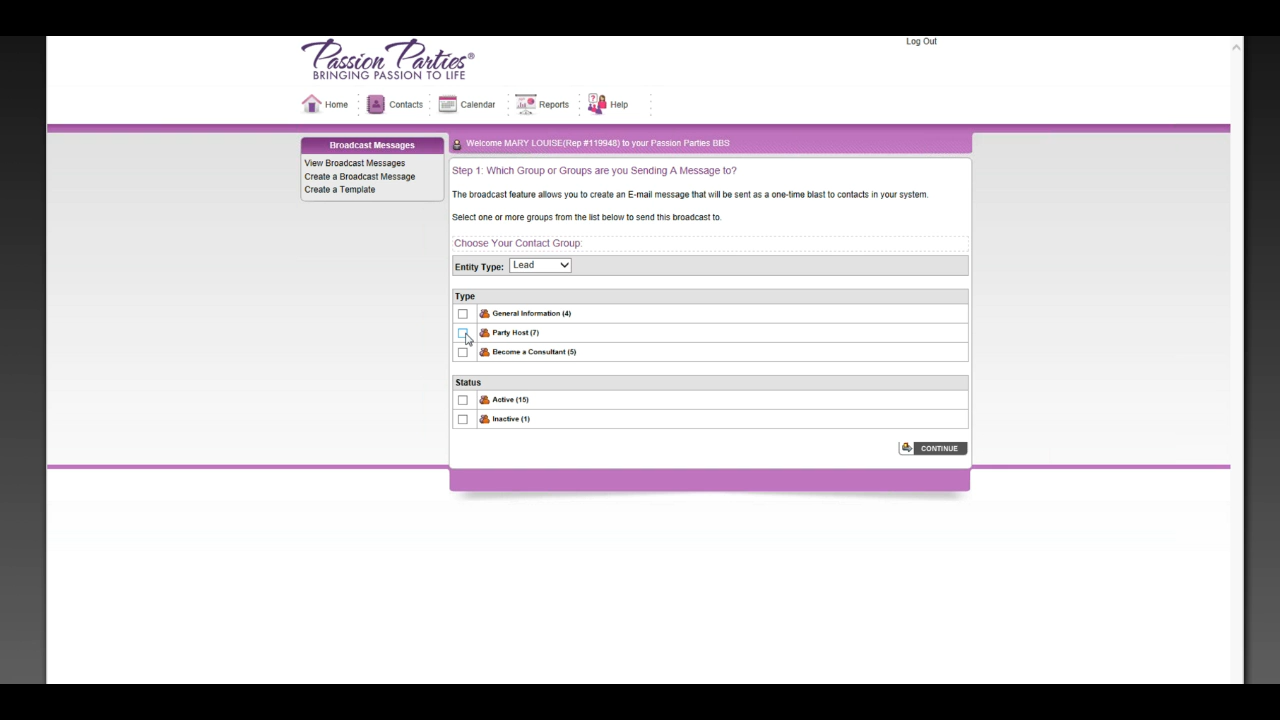 Log Out
Passion Parties®
BRINGING PASSION TO LIFE
Home Contacts Calendar Reports Help
Broadcast Messages
View Broadcast Messages
Create a Broadcast Message
Create a Template
Welcome MARY LOUISE(Rep #119948) to your Passion Parties BBS
Step 1: Which Group or Groups are you Sending A Message to?
The broadcast feature allows you to create an E-mail message that will be sent as a one-time blast to contacts in your system.
Select one or more groups from the list below to send this broadcast to.
Choose Your Contact Group:
Entity Type: Lead
Type
General Information (4)
Party Host (7)
Become a Consultant (5)
Status
Active (15)
Inactive (1)
CONTINUE